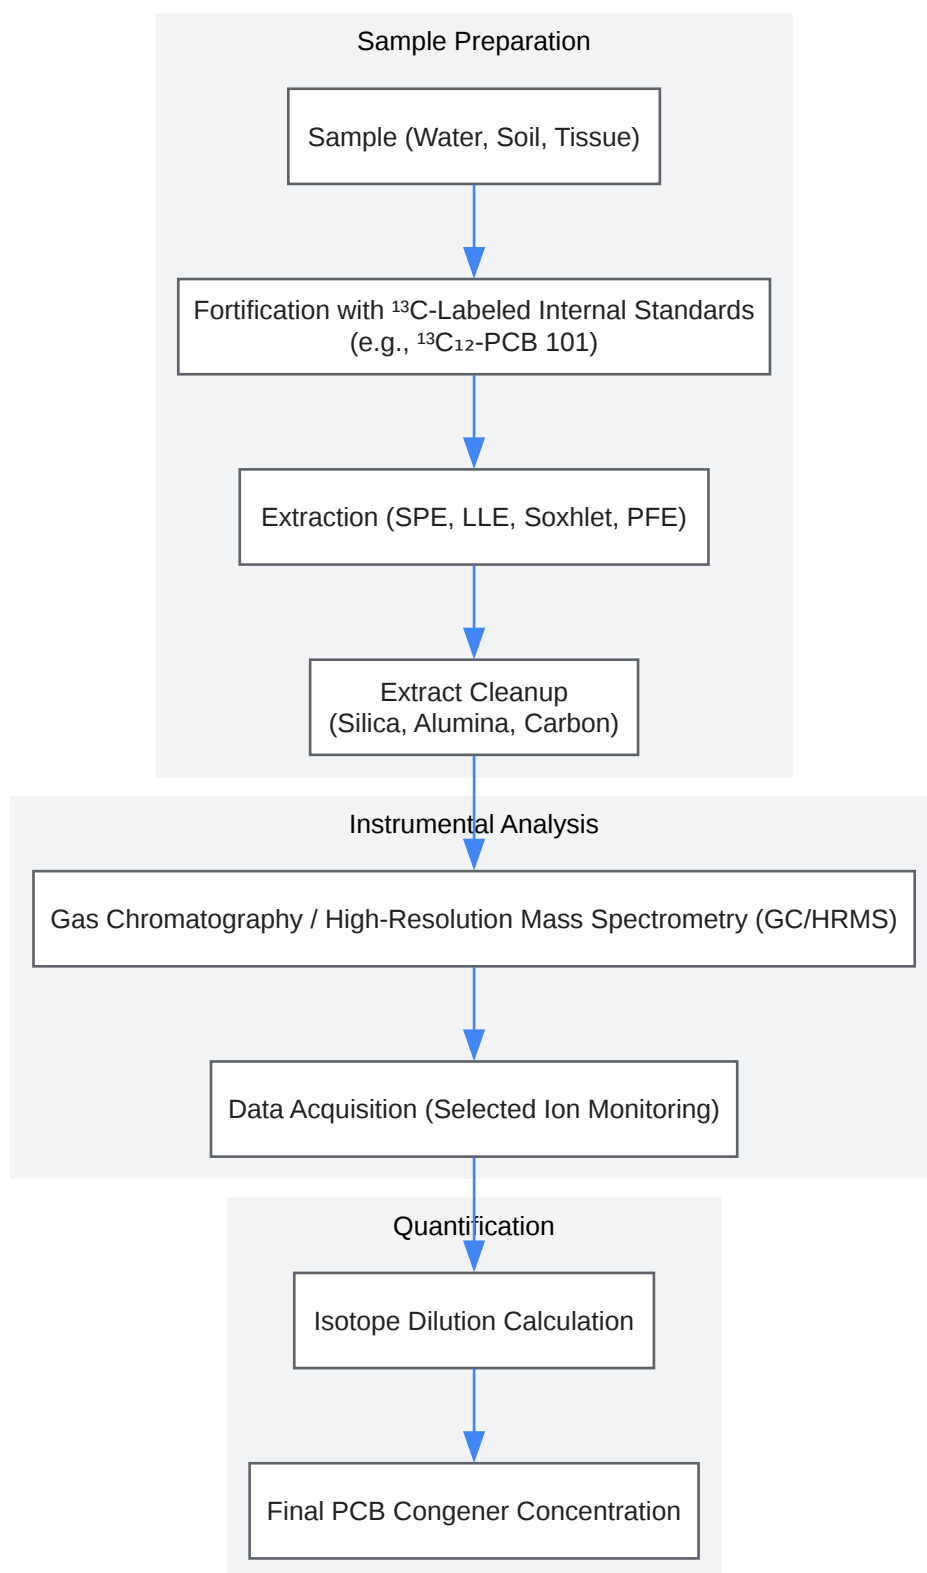 Sample Preparation
Sample (Water, Soil, Tissue)
Fortification with ¹³C-Labeled Internal Standards
(e.g., ¹³C₁₂-PCB 101)
Extraction (SPE, LLE, Soxhlet, PFE)
Extract Cleanup
(Silica, Alumina, Carbon)
Instrumental Analysis
Gas Chromatography / High-Resolution Mass Spectrometry (GC/HRMS)
Data Acquisition (Selected Ion Monitoring)
Quantification
Isotope Dilution Calculation
Final PCB Congener Concentration